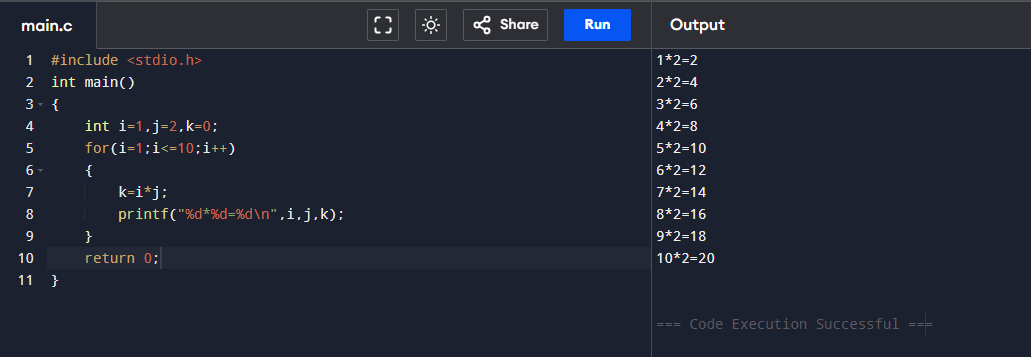 main.c
Share
Run
Output
1 #include <stdio.h>
2 int main()
3 {
4 int i=1,j=2,k=0;
5 for(i=1;i<=10;i++)
6 {
7 k=i*j;
8 printf("%d*%d=%d\n",i,j,k);
9 }
10 return 0;
11 }
1*2=2
2*2=4
3*2=6
4*2=8
5*2=10
6*2=12
7*2=14
8*2=16
9*2=18
10*2=20
=== Code Execution Successful ===